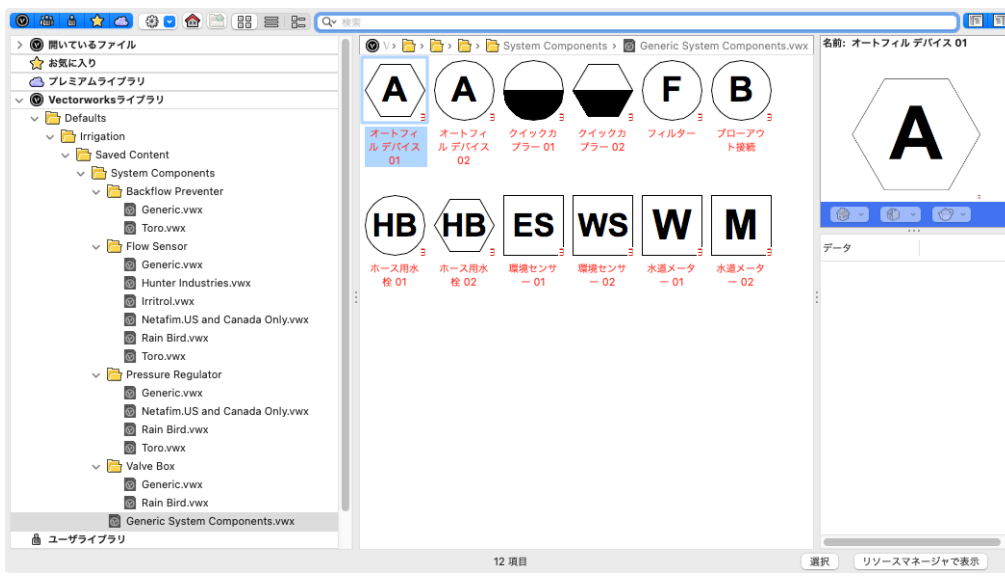 検索
開いているファイル
お気に入り
プレミアムライブラリ
Vectorworksライブラリ
Defaults
Irrigation
Saved Content
System Components
Backflow Preventer
Generic.vwx
Toro.vwx
Flow Sensor
Generic.vwx
Hunter Industries.vwx
Irritrol.vwx
Netafim.US and Canada Only.vwx
Rain Bird.vwx
Toro.vwx
Pressure Regulator
Generic.vwx
Netafim.US and Canada Only.vwx
Rain Bird.vwx
Toro.vwx
Valve Box
Generic.vwx
Rain Bird.vwx
Generic System Components.vwx
ユーザライブラリ
V› › › › System Components › Generic System Components.vwx
A A F B
オートフィ
ル デバイス
01
オートフィ
ル デバイス
02
クイックカ
プラー 01
クイックカ
プラー 02
フィルター
ブローアウ
ト接続
HB HB ES WS W M
ホース用水
栓 01
ホース用水
栓 02
環境センサ
ー 01
環境センサ
ー 02
水道メータ
ー 01
水道メータ
ー 02
名前: オートフィル デバイス 01
A
データ
12 項目
選択
リソースマネージャで表示